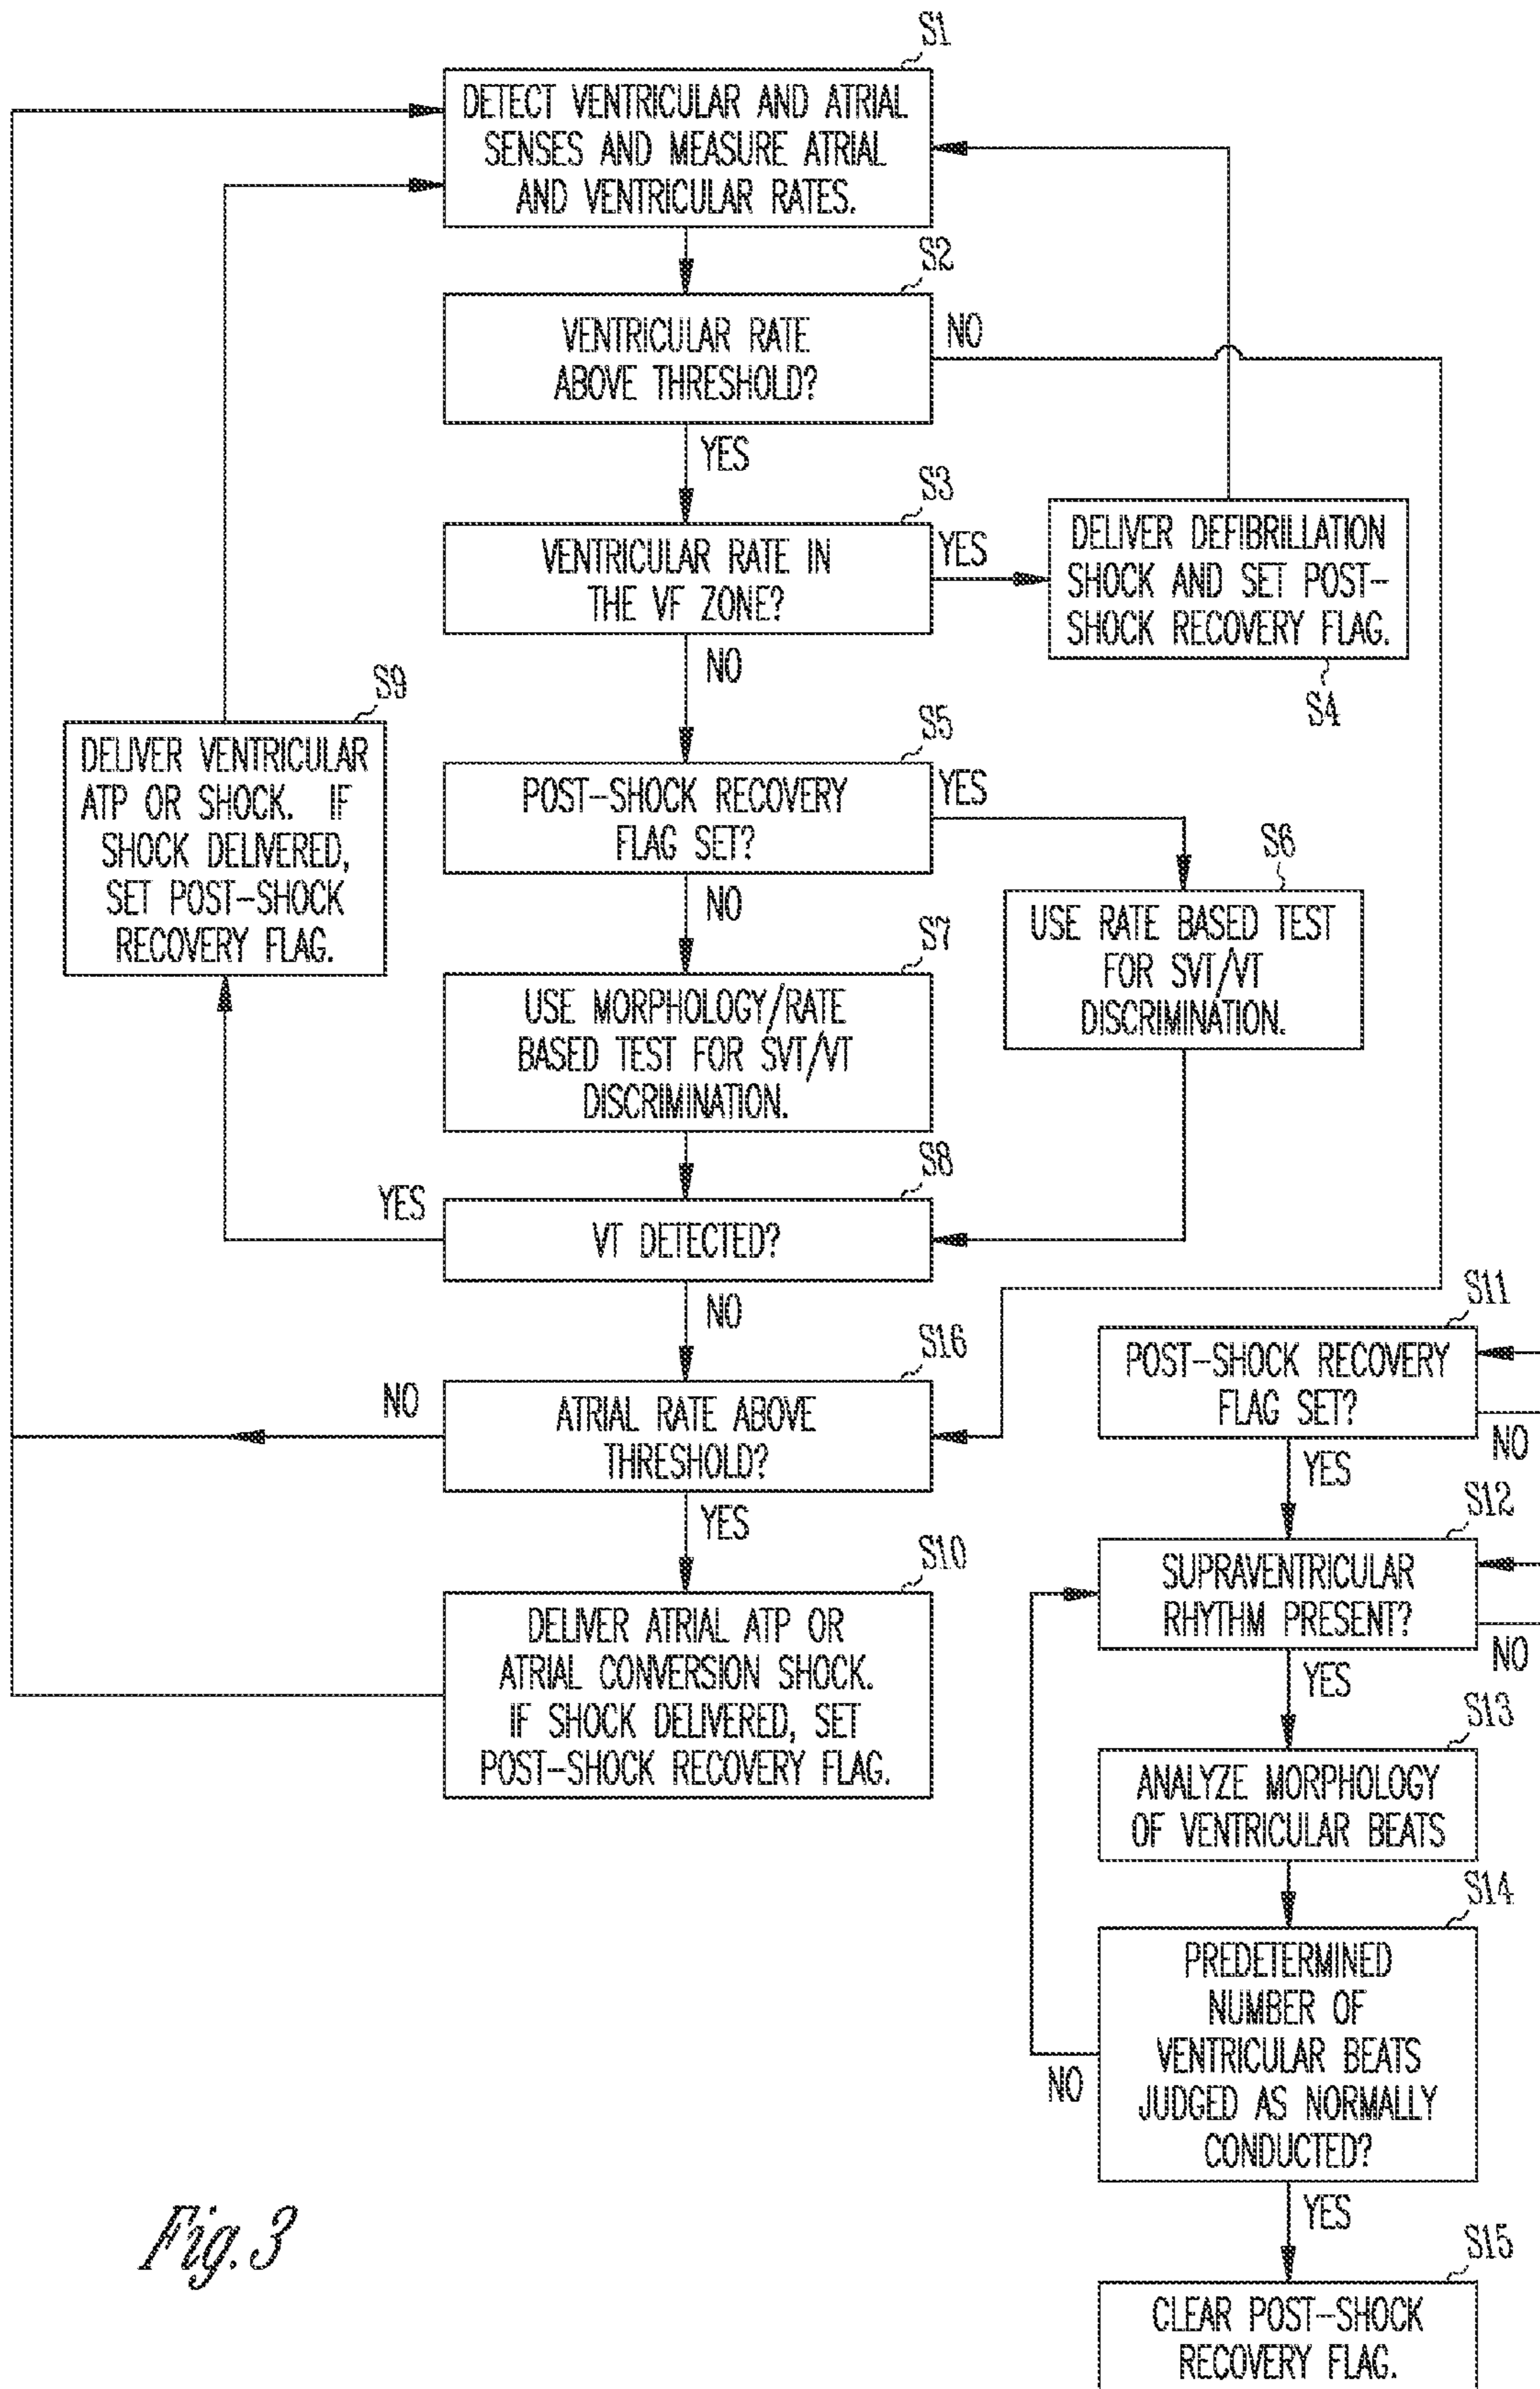 S1
DETECT VENTRICULAR AND ATRIAL
SENSES AND MEASURE ATRIAL
AND VENTRICULAR RATES.
S2
VENTRICULAR RATE
ABOVE THRESHOLD?
NO
YES
S3
VENTRICULAR RATE IN
THE VF ZONE?
YES
NO
DELIVER DEFIBRILLATION
SHOCK AND SET POST-
SHOCK RECOVERY FLAG.
S4
S9
DELIVER VENTRICULAR
ATP OR SHOCK. IF
SHOCK DELIVERED,
SET POST-SHOCK
RECOVERY FLAG.
S5
POST-SHOCK RECOVERY
FLAG SET?
YES
NO
S6
USE RATE BASED TEST
FOR SVT/VT
DISCRIMINATION.
S7
USE MORPHOLOGY/RATE
BASED TEST FOR SVT/VT
DISCRIMINATION.
S8
VT DETECTED?
YES
NO
S16
ATRIAL RATE ABOVE
THRESHOLD?
NO
YES
S10
DELIVER ATRIAL ATP OR
ATRIAL CONVERSION SHOCK.
IF SHOCK DELIVERED, SET
POST-SHOCK RECOVERY FLAG.
S11
POST-SHOCK RECOVERY
FLAG SET?
NO
YES
S12
SUPRAVENTRICULAR
RHYTHM PRESENT?
NO
YES
S13
ANALYZE MORPHOLOGY
OF VENTRICULAR BEATS
S14
PREDETERMINED
NUMBER OF
VENTRICULAR BEATS
JUDGED AS NORMALLY
CONDUCTED?
NO
YES
S15
CLEAR POST-SHOCK
RECOVERY FLAG.
Fig. 3